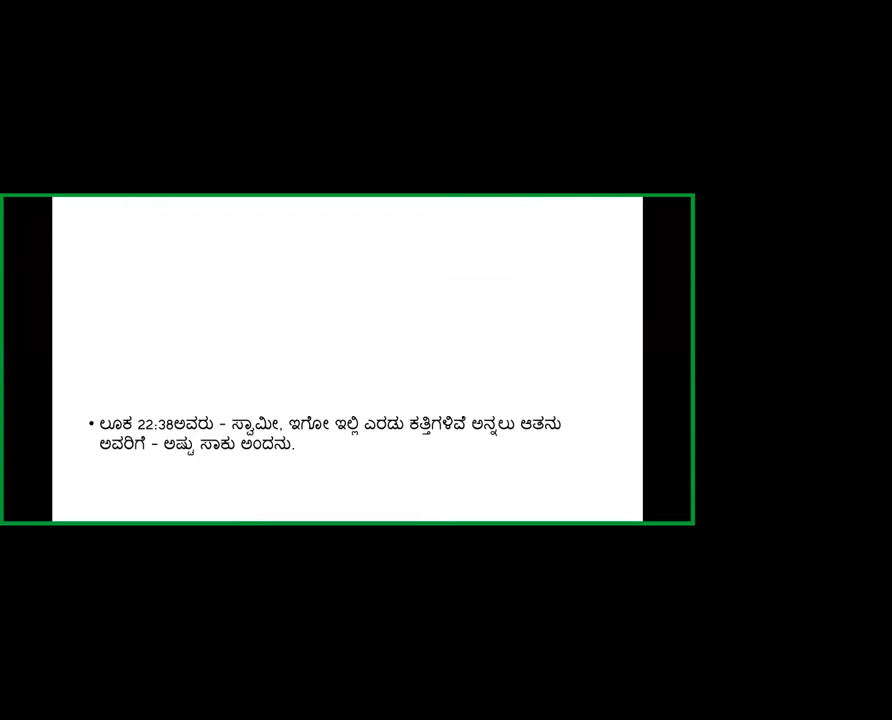 • ಲೂಕ 22:38ಅವರು – ಸ್ವಾಮೀ, ಇಗೋ ಇಲ್ಲಿ ಎರಡು ಕತ್ತಿಗಳಿವೆ ಅನ್ನಲು ಆತನು
ಅವರಿಗೆ – ಅಷ್ಟು ಸಾಕು ಅಂದನು.